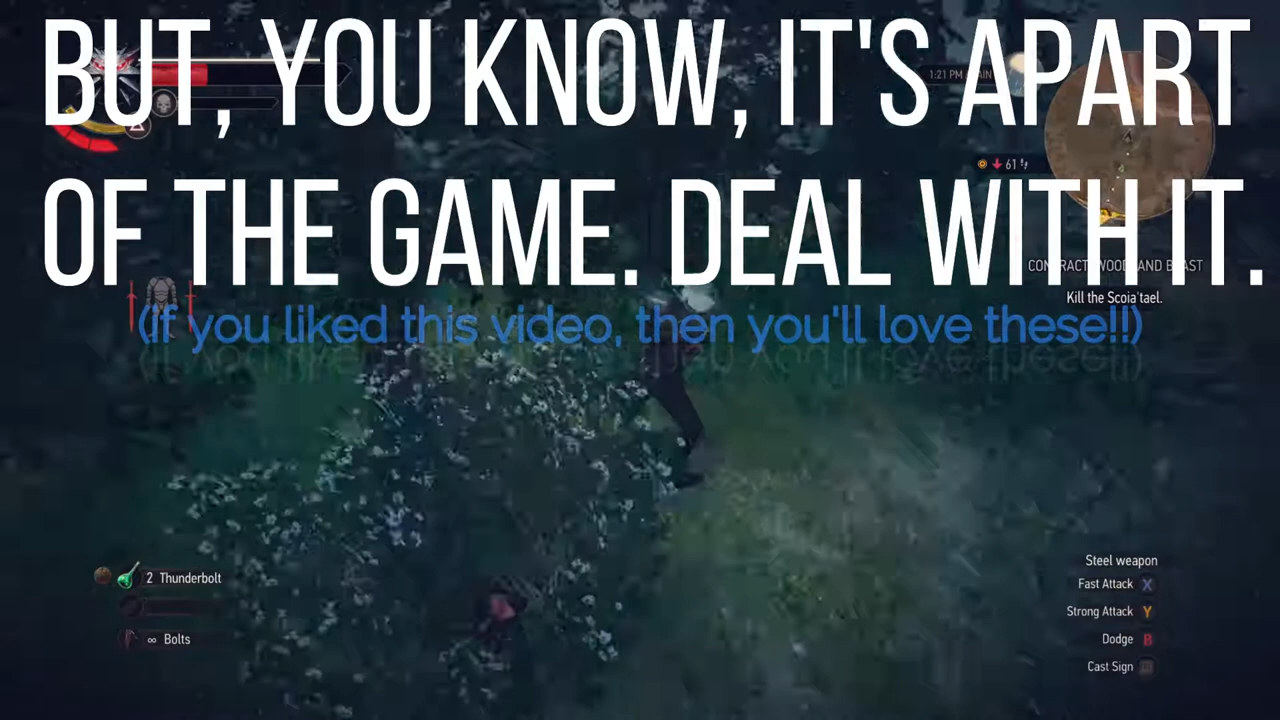 BUT, YOU KNOW, IT'S APART
OF THE GAME. DEAL WITH IT.
(If you liked this video, then you'll love these!!)
1:21 PM
61
CONTRACT: WOODLAND BEAST
Kill the Scoia'tael.
2 Thunderbolt
∞ Bolts
Steel weapon
Fast Attack X
Strong Attack Y
Dodge B
Cast Sign